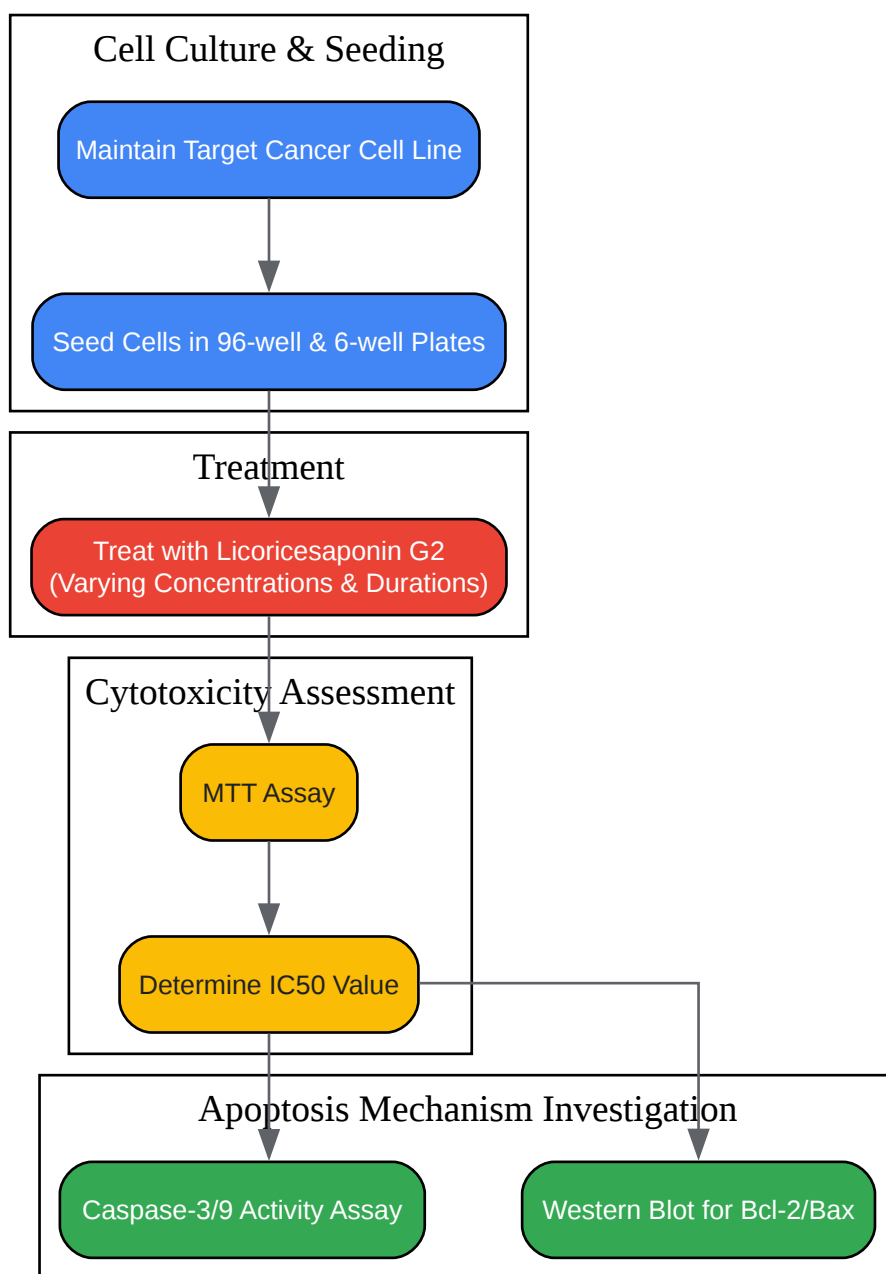 Cell Culture & Seeding
Maintain Target Cancer Cell Line
Seed Cells in 96-well & 6-well Plates
Treatment
Treat with Licoricesaponin G2
(Varying Concentrations & Durations)
Cytotoxicity Assessment
MTT Assay
Determine IC50 Value
Apoptosis Mechanism Investigation
Caspase-3/9 Activity Assay
Western Blot for Bcl-2/Bax